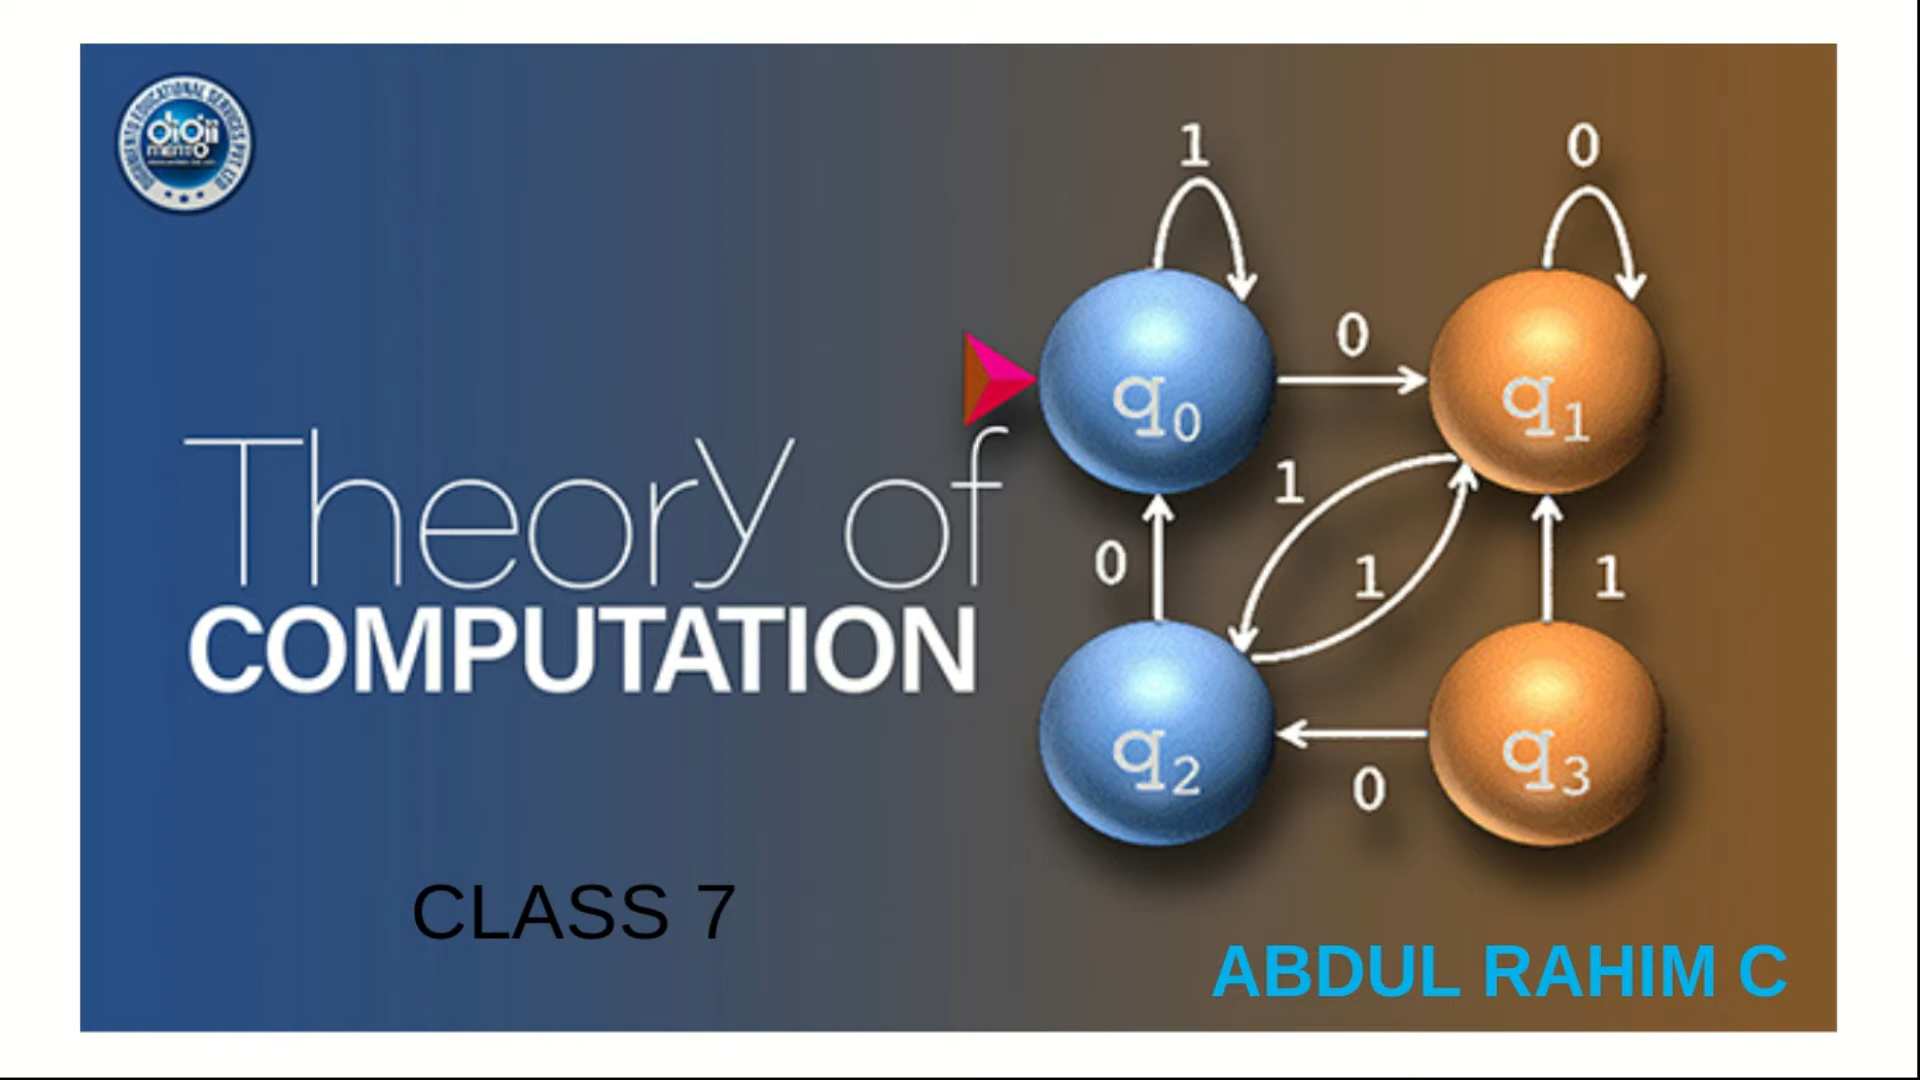 Theory of
COMPUTATION
1
0
q0
0
q1
1
0
1
1
q2
0
q3
CLASS 7
ABDUL RAHIM C